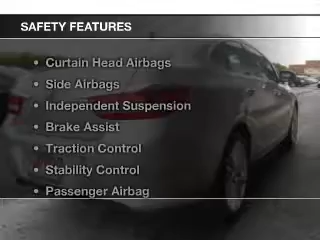 SAFETY FEATURES
• Curtain Head Airbags
• Side Airbags
• Independent Suspension
• Brake Assist
• Traction Control
• Stability Control
• Passenger Airbag